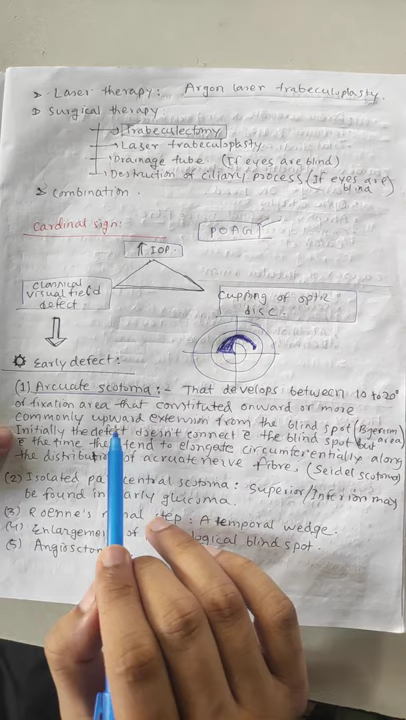 Laser therapy: Argon laser trabeculoplasty.
Surgical therapy:
Trabeculectomy
Laser trabeculoplasty
Drainage tube (If eyes are blind)
Destruction of ciliary process (If eyes are blind)
Combination.
Cardinal sign:
POAG
↑ IOP.
Classical visual field defect
Cupping of optic disc.
Early defect:
(1) Arcuate scotoma: - That develops between 10 to 20°
of fixation area that constituted onward or more
commonly upward extension from the blind spot (Bjerrum area)
Initially the defect doesn't connect c̄ the blind spot but
c̄ the time they tend to elongate circumferentially along
the distribution of acruate nerve fibre, (Seidel scotoma)
(2) Isolated central scotoma: Superior/Inferior may
be found in early
(3) Roenne's step: A temporal wedge.
(4) Enlargement of blind spot.
(5)